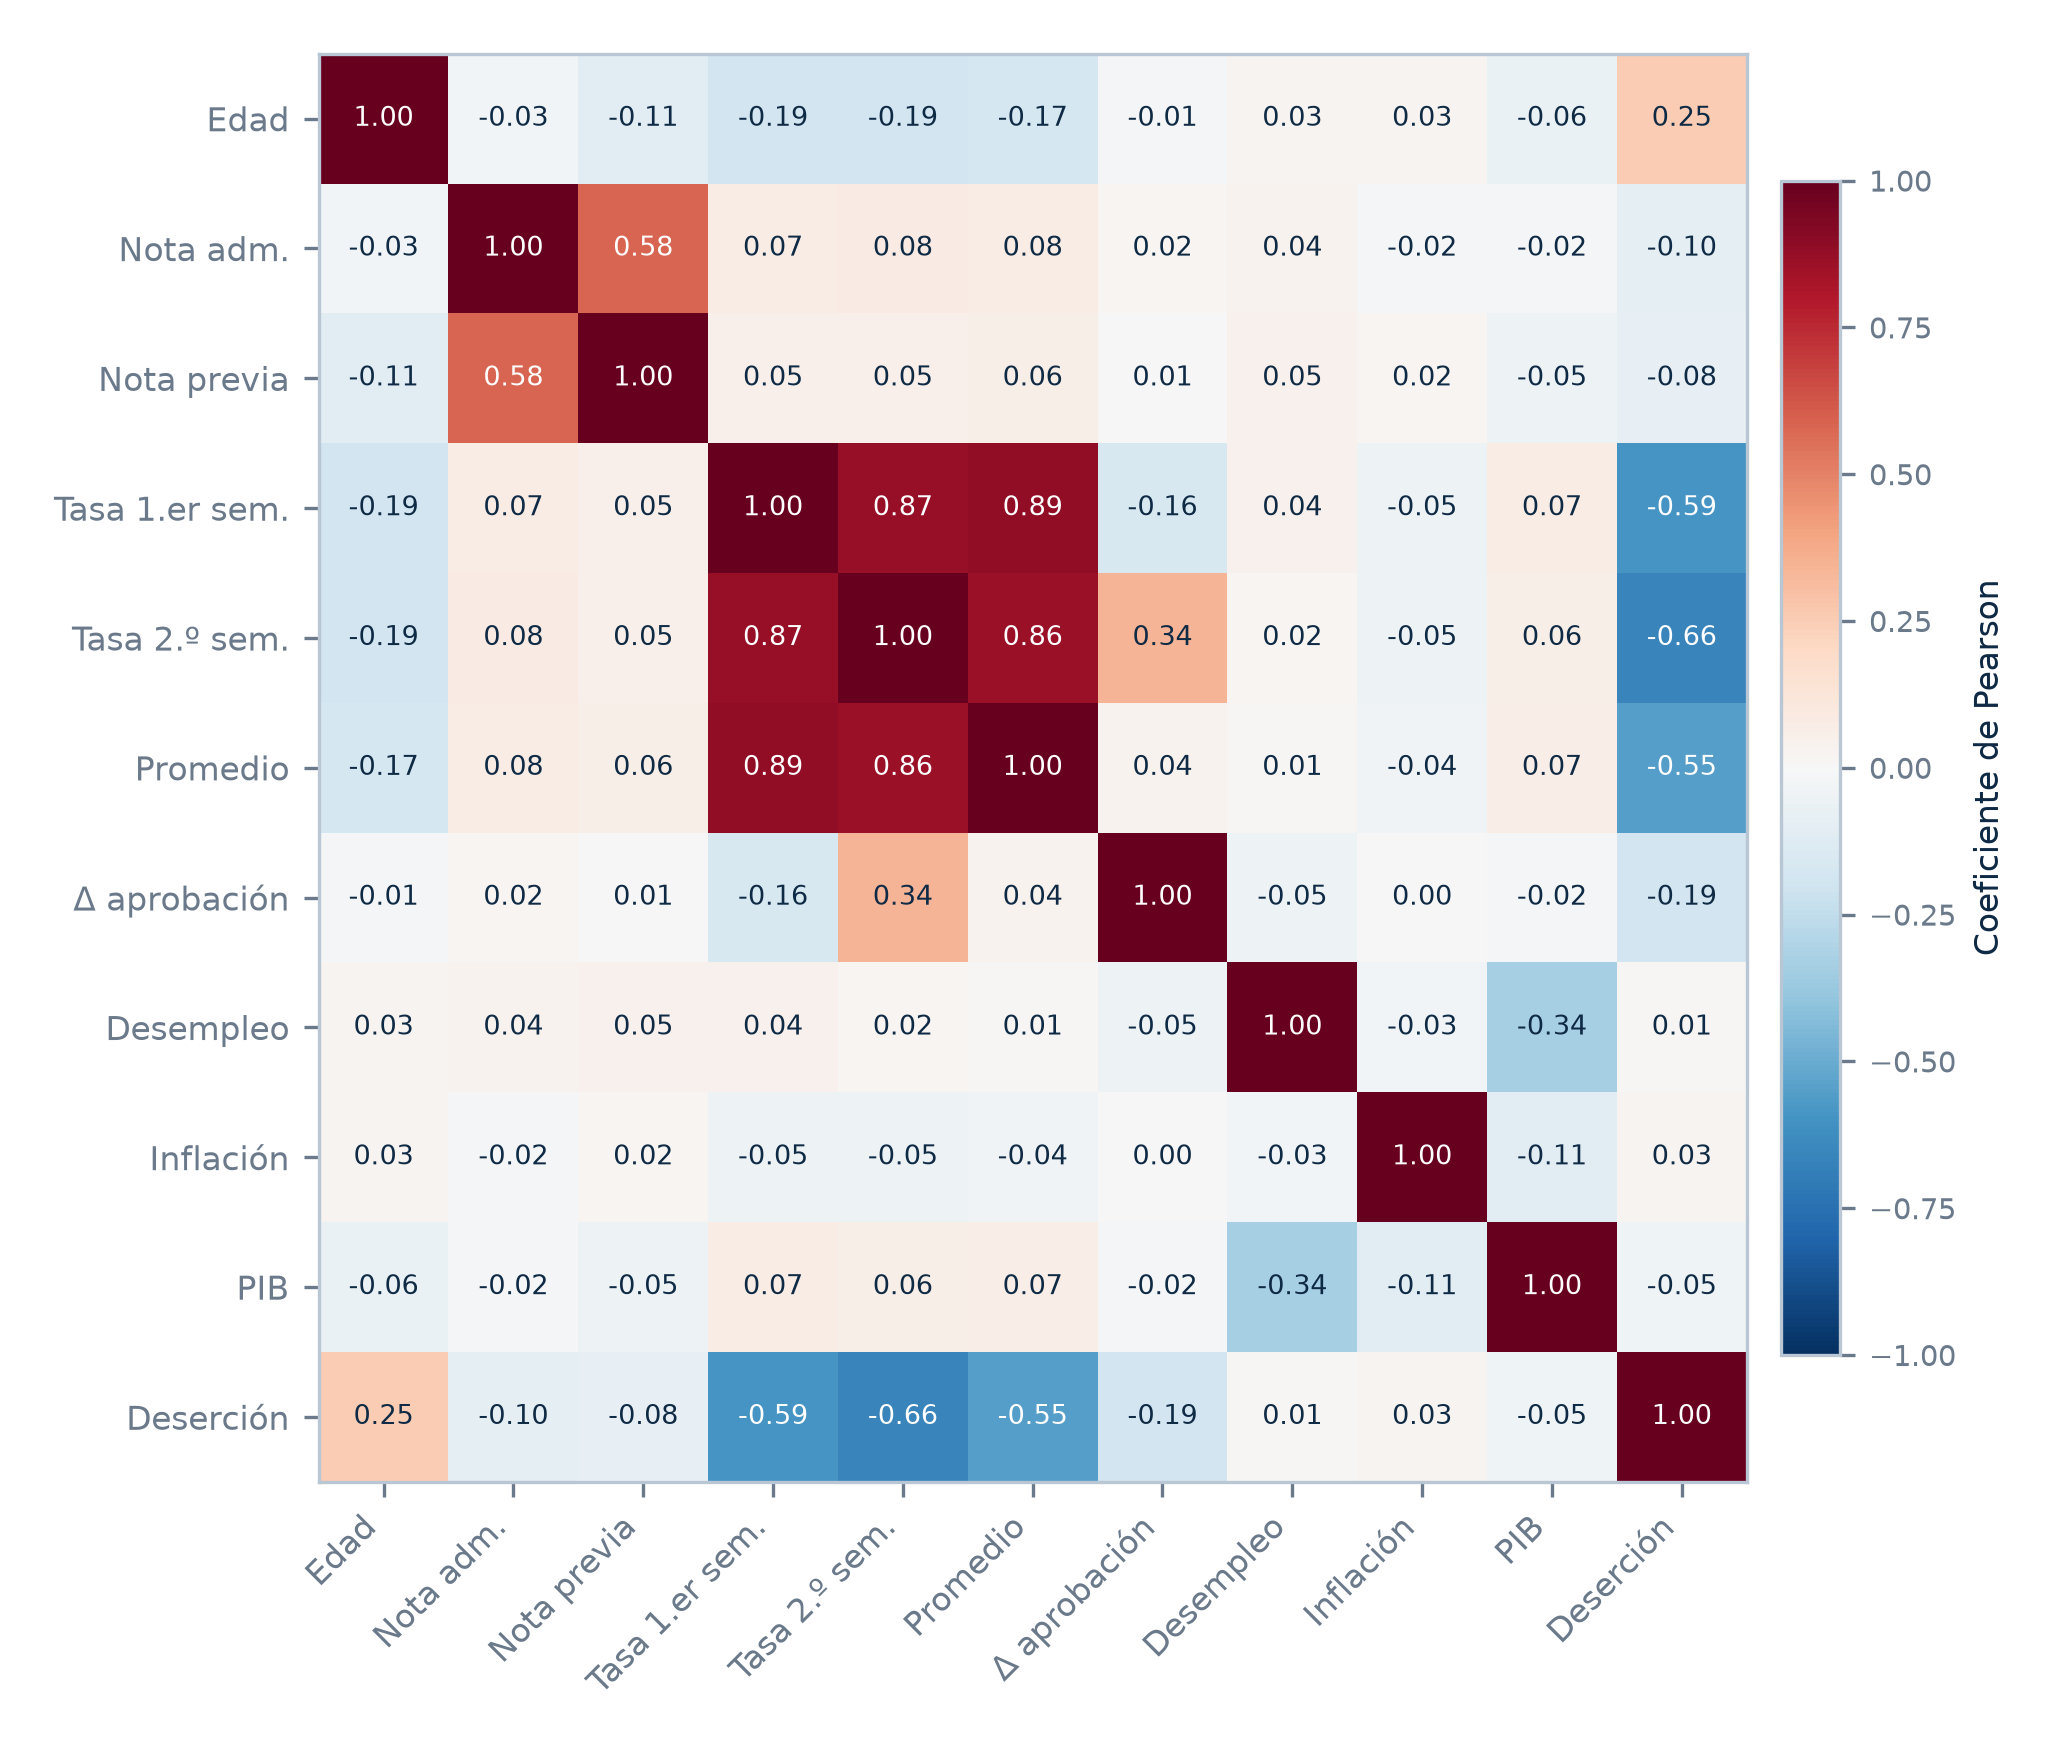 Edad 1.00 -0.03 -0.11 -0.19 -0.19 -0.17 -0.01 0.03 0.03 -0.06 0.25
Nota adm. -0.03 1.00 0.58 0.07 0.08 0.08 0.02 0.04 -0.02 -0.02 -0.10
Nota previa -0.11 0.58 1.00 0.05 0.05 0.06 0.01 0.05 0.02 -0.05 -0.08
Tasa 1.er sem. -0.19 0.07 0.05 1.00 0.87 0.89 -0.16 0.04 -0.05 0.07 -0.59
Tasa 2.º sem. -0.19 0.08 0.05 0.87 1.00 0.86 0.34 0.02 -0.05 0.06 -0.66
Promedio -0.17 0.08 0.06 0.89 0.86 1.00 0.04 0.01 -0.04 0.07 -0.55
Δ aprobación -0.01 0.02 0.01 -0.16 0.34 0.04 1.00 -0.05 0.00 -0.02 -0.19
Desempleo 0.03 0.04 0.05 0.04 0.02 0.01 -0.05 1.00 -0.03 -0.34 0.01
Inflación 0.03 -0.02 0.02 -0.05 -0.05 -0.04 0.00 -0.03 1.00 -0.11 0.03
PIB -0.06 -0.02 -0.05 0.07 0.06 0.07 -0.02 -0.34 -0.11 1.00 -0.05
Deserción 0.25 -0.10 -0.08 -0.59 -0.66 -0.55 -0.19 0.01 0.03 -0.05 1.00
Edad
Nota adm.
Nota previa
Tasa 1.er sem.
Tasa 2.º sem.
Promedio
Δ aprobación
Desempleo
Inflación
PIB
Deserción
1.00
0.75
0.50
0.25
0.00
−0.25
−0.50
−0.75
−1.00
Coeficiente de Pearson